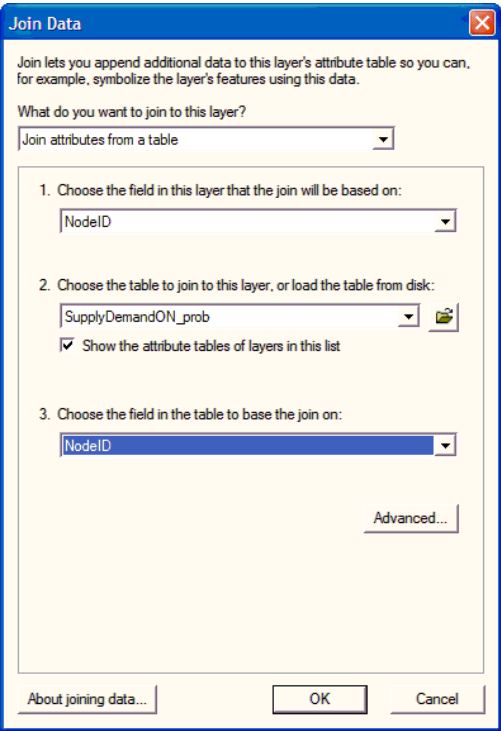 Join Data
Join lets you append additional data to this layer's attribute table so you can,
for example, symbolize the layer's features using this data.
What do you want to join to this layer?
Join attributes from a table
1. Choose the field in this layer that the join will be based on:
NodeID
2. Choose the table to join to this layer, or load the table from disk:
SupplyDemandON_prob
Show the attribute tables of layers in this list
3. Choose the field in the table to base the join on:
NodeID
Advanced...
About joining data... OK Cancel